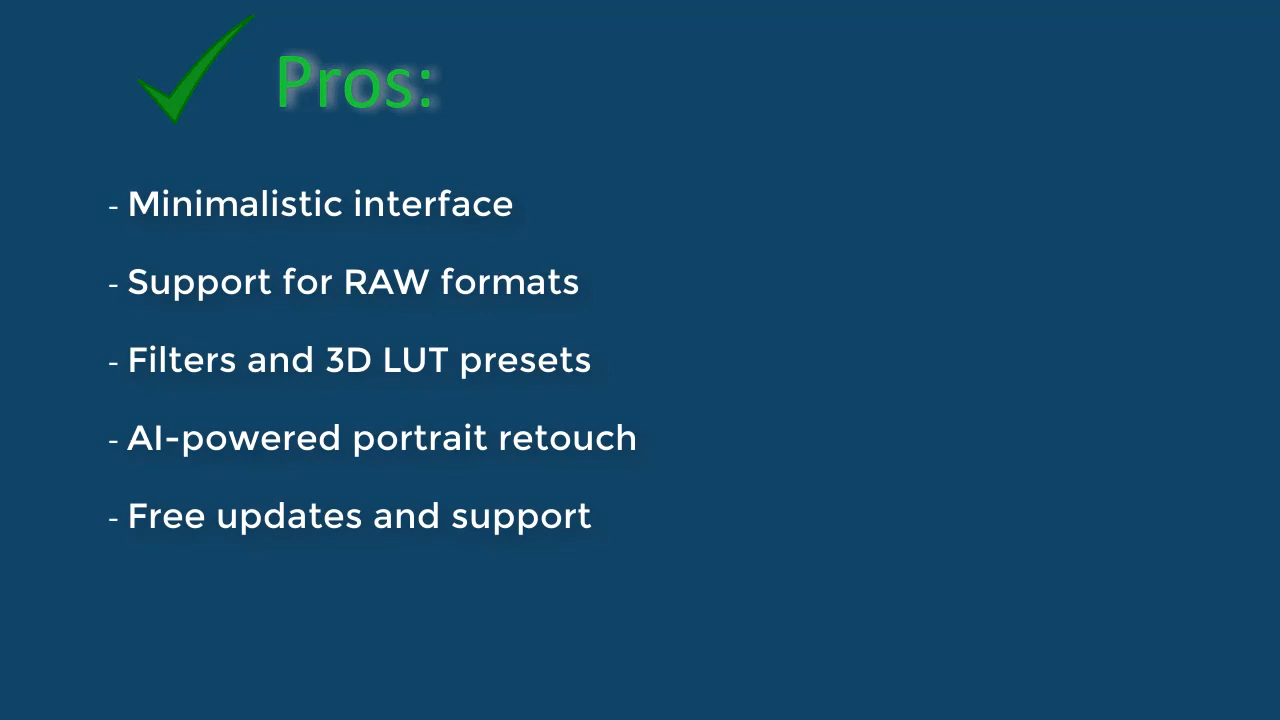 Pros:
- Minimalistic interface
- Support for RAW formats
- Filters and 3D LUT presets
- AI-powered portrait retouch
- Free updates and support